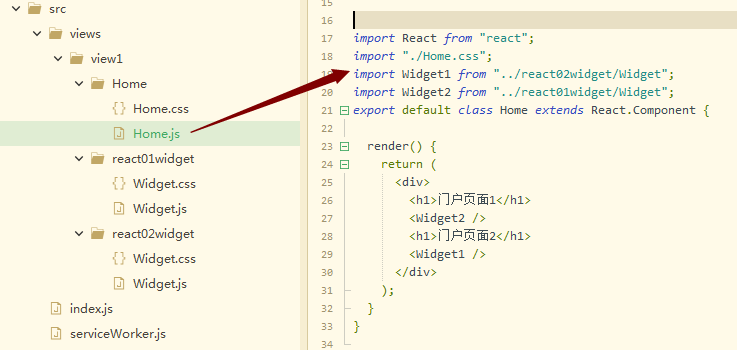 src
views
view1
Home
Home.css
Home.js
react01widget
Widget.css
Widget.js
react02widget
Widget.css
Widget.js
index.js
serviceWorker.js
15
16
17 import React from "react";
18 import "./Home.css";
19 import Widget1 from "../react02widget/Widget";
20 import Widget2 from "../react01widget/Widget";
21 export default class Home extends React.Component {
22
23 render() {
24 return (
25 <div>
26 <h1>门户页面1</h1>
27 <Widget2 />
28 <h1>门户页面2</h1>
29 <Widget1 />
30 </div>
31 );
32 }
33 }
34